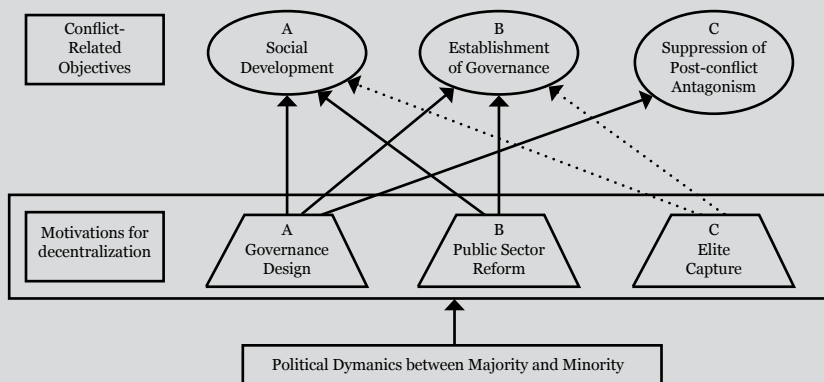 Conflict-
Related
Objectives
A
Social
Development
B
Establishment
of Governance
C
Suppression of
Post-conflict
Antagonism
Motivations for
decentralization
A
Governance
Design
B
Public Sector
Reform
C
Elite
Capture
Political Dymanics between Majority and Minority